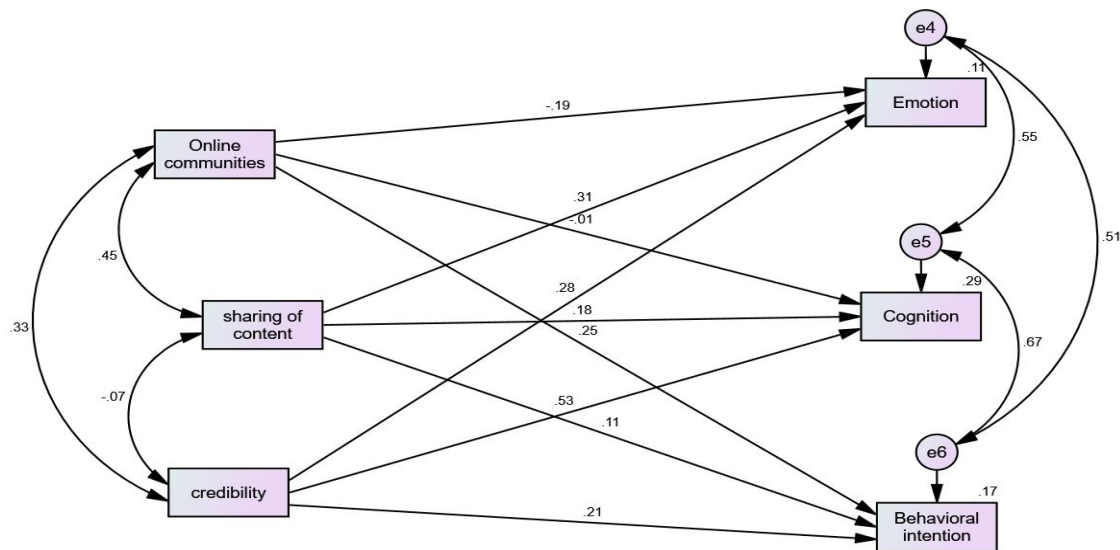 e4
.11
Emotion
-.19
Online
communities
.55
.31
-.01
e5
.51
.45
.29
.28
sharing of
content
.18
Cognition
.33
.25
.67
-.07
.53
.11
e6
credibility
.17
.21
Behavioral
intention